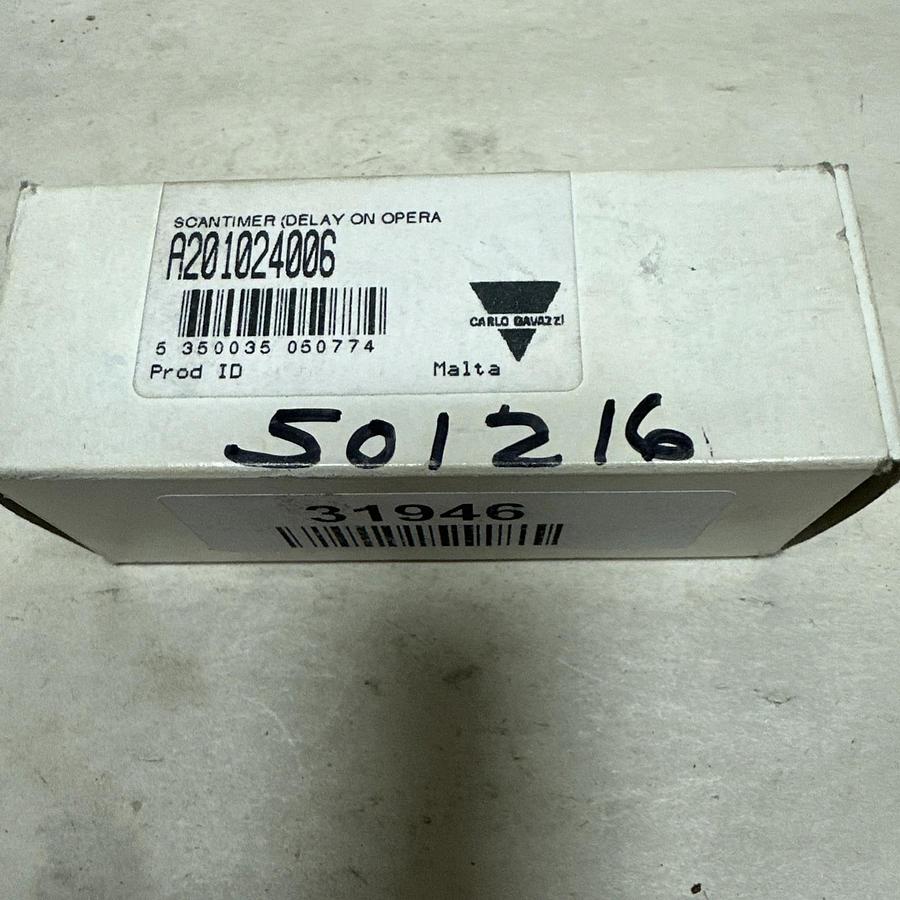 SCANTIMER (DELAY ON OPERA
A201024006
5 350035 050774
Prod ID
Malta
CARLO GAVAZZI
501216
31946